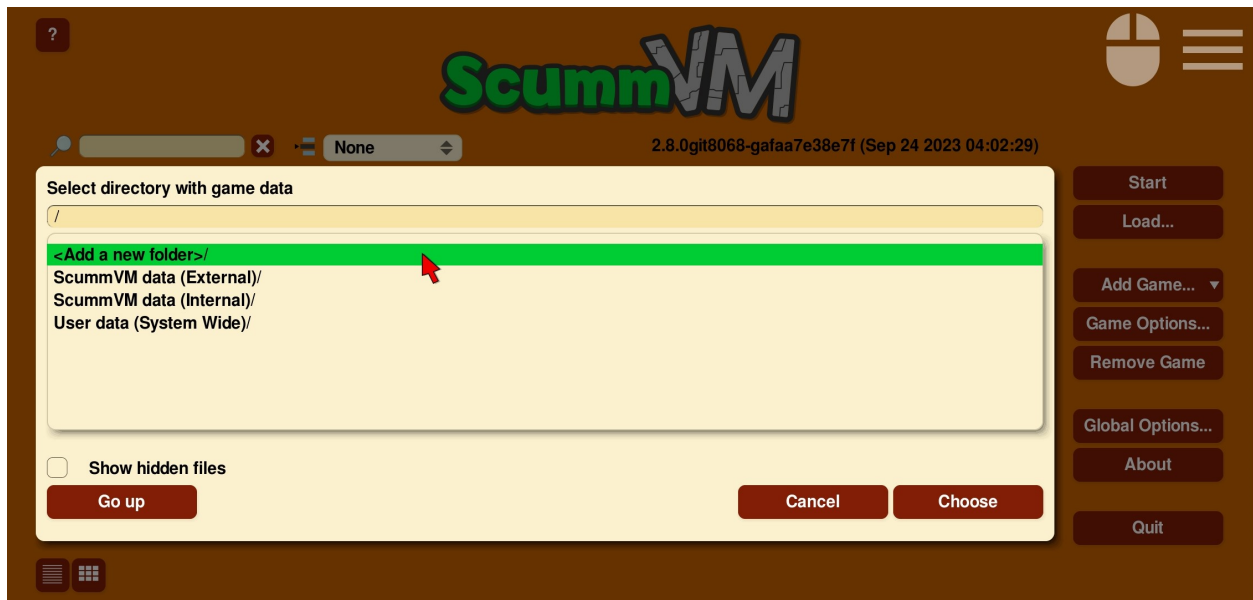 ?
ScummVM
None
2.8.0git8068-gafaa7e38e7f (Sep 24 2023 04:02:29)
Select directory with game data
/
<Add a new folder>/
ScummVM data (External)/
ScummVM data (Internal)/
User data (System Wide)/
Show hidden files
Go up
Cancel
Choose
Start
Load...
Add Game...
Game Options...
Remove Game
Global Options...
About
Quit